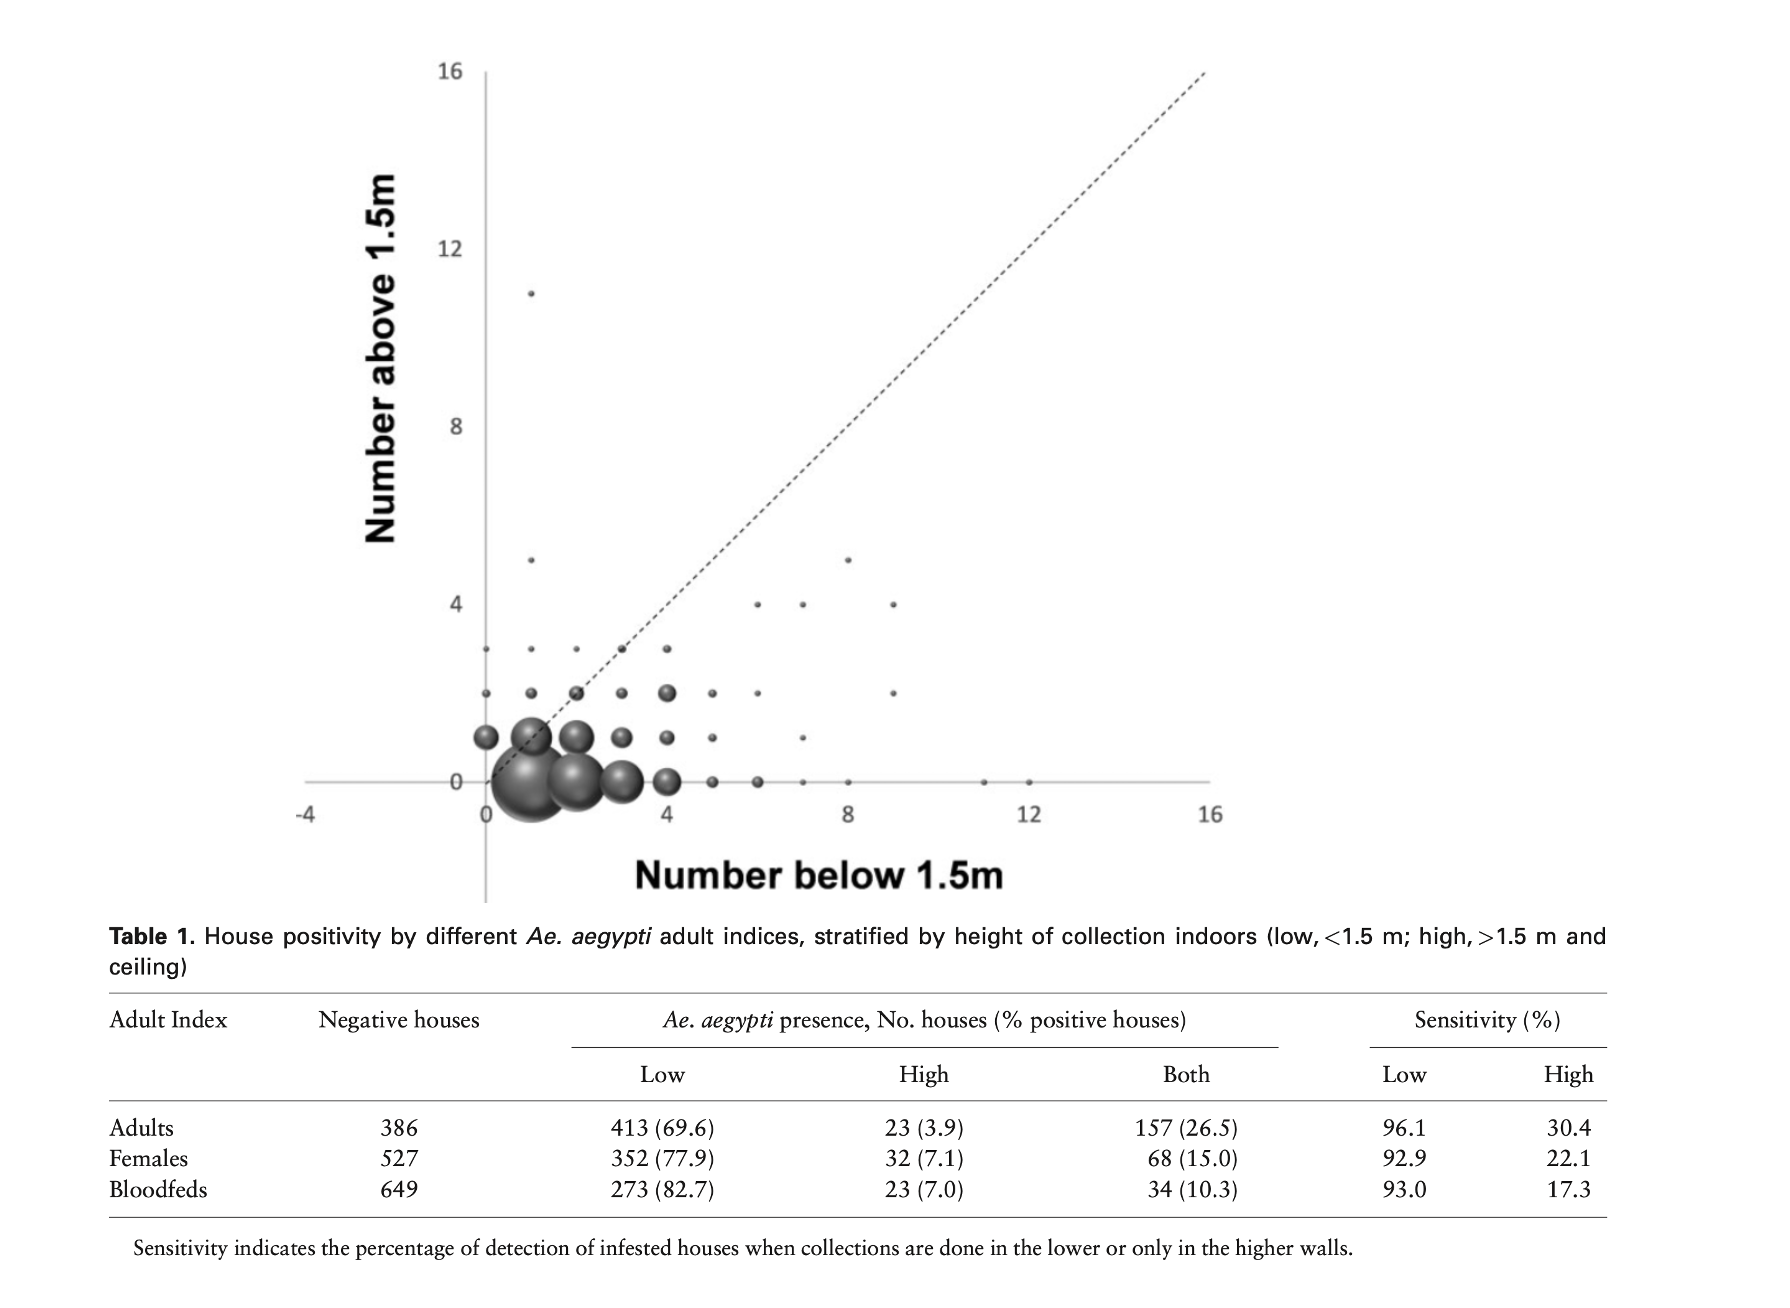 16
12
8
4
0
Number above 1.5m
-4 0 4 8 12 16
Number below 1.5m
Table 1. House positivity by different Ae. aegypti adult indices, stratified by height of collection indoors (low, <1.5 m; high, >1.5 m and
ceiling)
Adult Index Negative houses Ae. aegypti presence, No. houses (% positive houses) Sensitivity (%)
Low High Both Low High
Adults 386 413 (69.6) 23 (3.9) 157 (26.5) 96.1 30.4
Females 527 352 (77.9) 32 (7.1) 68 (15.0) 92.9 22.1
Bloodfeds 649 273 (82.7) 23 (7.0) 34 (10.3) 93.0 17.3
Sensitivity indicates the percentage of detection of infested houses when collections are done in the lower or only in the higher walls.